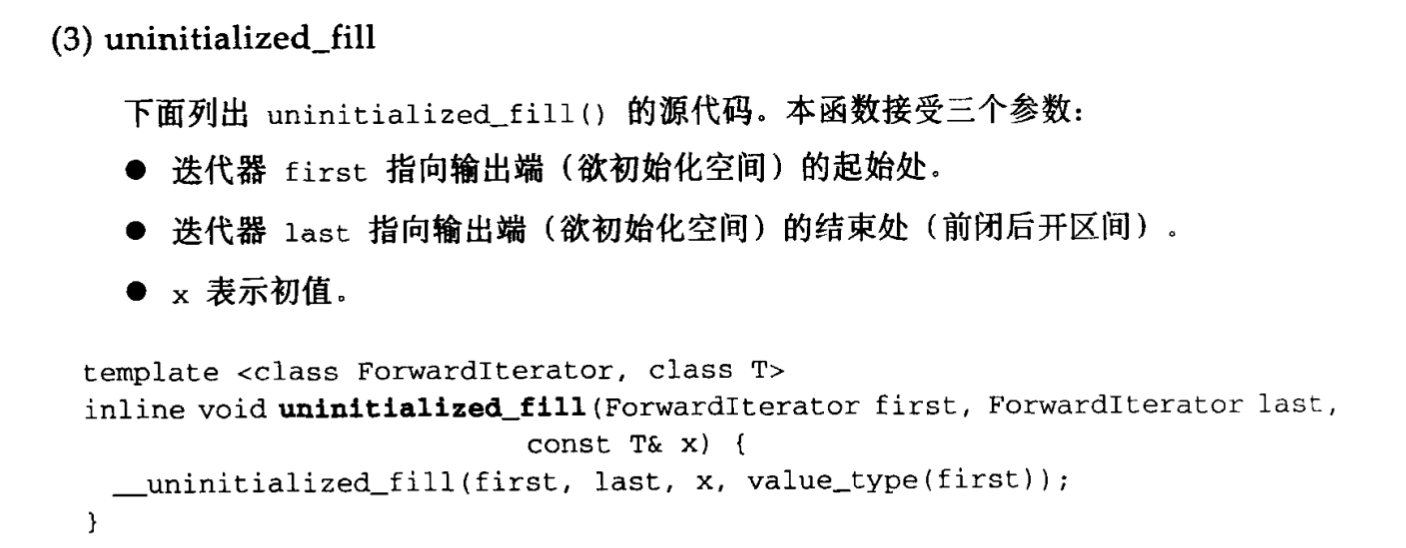 (3) uninitialized_fill
下面列出 uninitialized_fill() 的源代码。本函数接受三个参数：
● 迭代器 first 指向输出端（欲初始化空间）的起始处。
● 迭代器 last 指向输出端（欲初始化空间）的结束处（前闭后开区间）。
● x 表示初值。
template <class ForwardIterator, class T>
inline void uninitialized_fill(ForwardIterator first, ForwardIterator last,
const T& x) {
__uninitialized_fill(first, last, x, value_type(first));
}